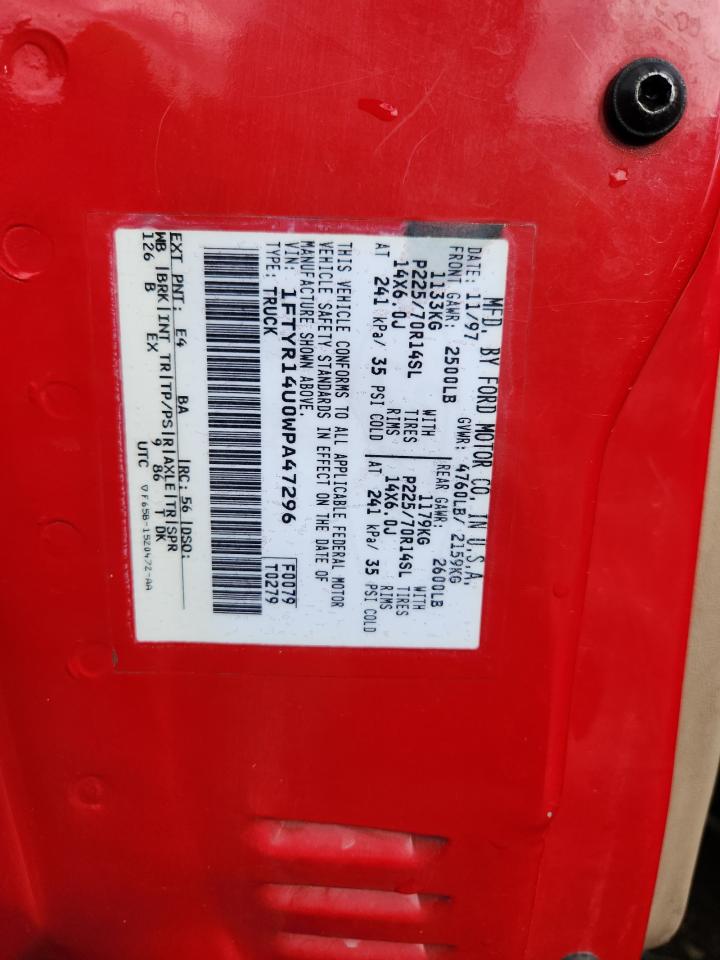 MFD. BY FORD MOTOR CO. IN U.S.A.
DATE: 11/97 GVWR: 4760LB/ 2159KG
FRONT GAWR: 2500LB REAR GAWR: 2600LB
1133KG WITH 1179KG WITH
P225/70R14SL TIRES P225/70R14SL TIRES
14X6.0J RIMS 14X6.0J RIMS
AT 241 kPa/ 35 PSI COLD AT 241 kPa/ 35 PSI COLD
THIS VEHICLE CONFORMS TO ALL APPLICABLE FEDERAL MOTOR
VEHICLE SAFETY STANDARDS IN EFFECT ON THE DATE OF
MANUFACTURE SHOWN ABOVE.
VIN: 1FTYR14U0WPA47296 F0079
TYPE: TRUCK T0279
EXT PNT: E4 BA RC: 56 DSO:
WB BRK INT TR TP/PS R AXLE TR SPR
126 B EX 9 86 T DK
UTC ▽F65B-1520472-AA